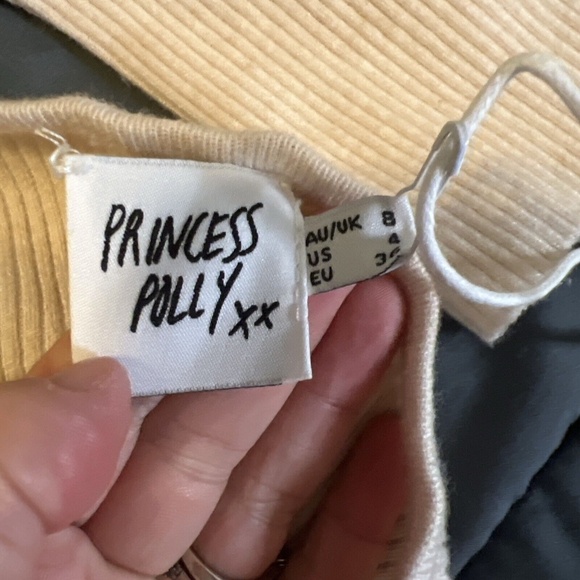 PRINCESS
POLLY xx
AU/UK 8
US 4
EU